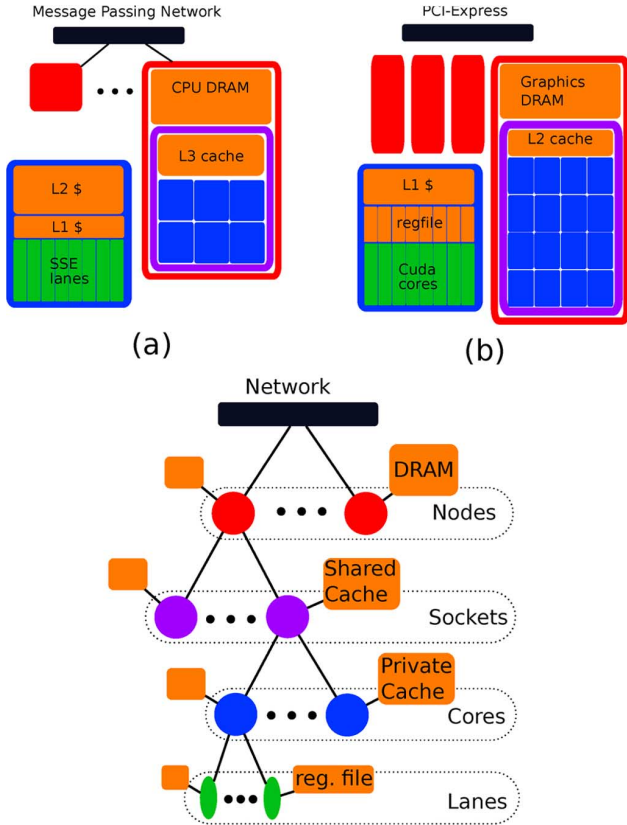 Message Passing Network
CPU DRAM
L3 cache
L2 $
L1 $
SSE
lanes
(a)
PCI-Express
Graphics
DRAM
L2 cache
L1 $
regfile
Cuda
cores
(b)
Network
DRAM
Nodes
Shared
Cache
Sockets
Private
Cache
Cores
reg. file
Lanes